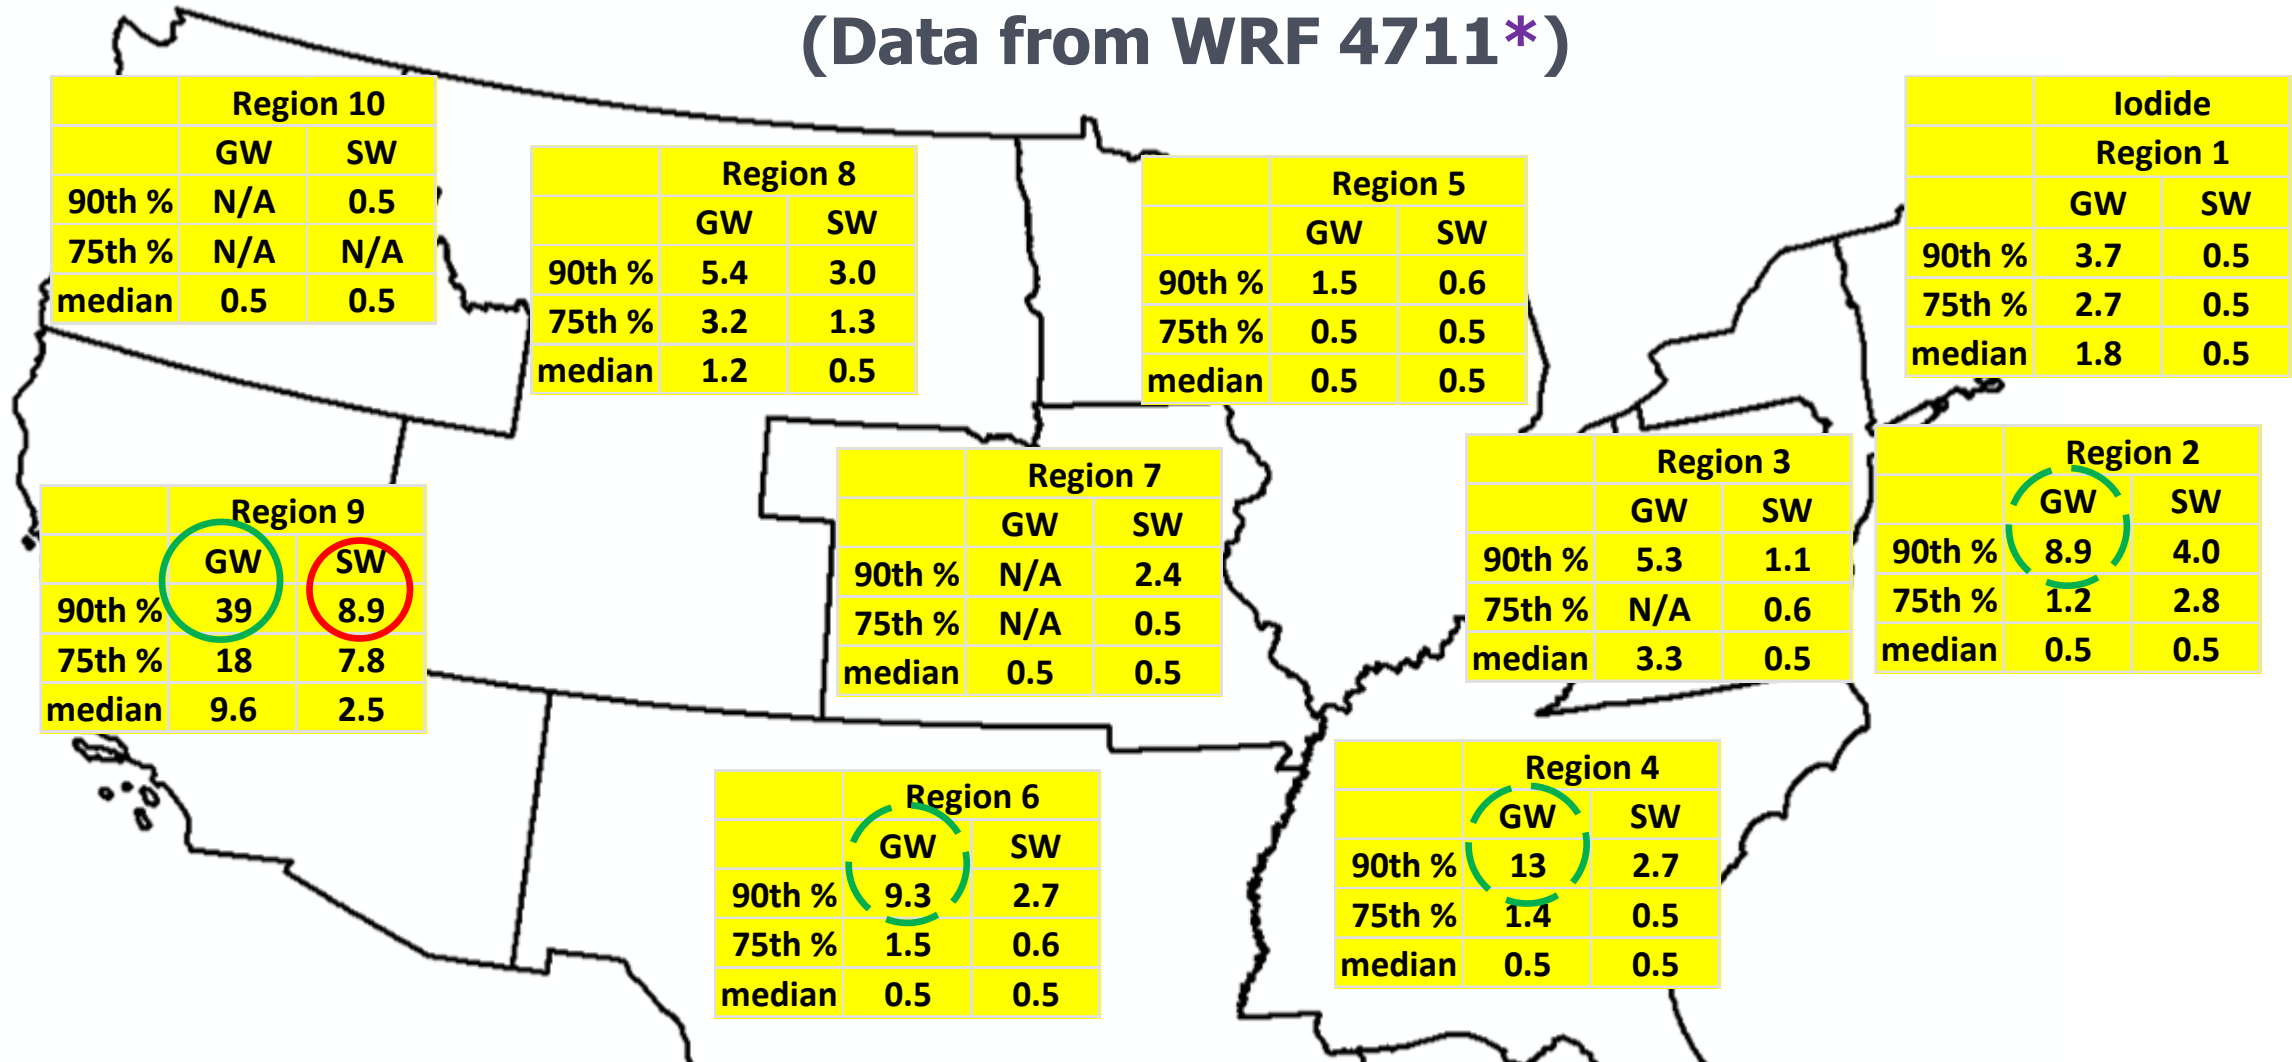 (Data from WRF 4711*)
Region 10
GW SW
90th % N/A 0.5
75th % N/A N/A
median 0.5 0.5
Region 8
GW SW
90th % 5.4 3.0
75th % 3.2 1.3
median 1.2 0.5
Region 5
GW SW
90th % 1.5 0.6
75th % 0.5 0.5
median 0.5 0.5
Iodide
Region 1
GW SW
90th % 3.7 0.5
75th % 2.7 0.5
median 1.8 0.5
Region 9
GW SW
90th % 39 8.9
75th % 18 7.8
median 9.6 2.5
Region 7
GW SW
90th % N/A 2.4
75th % N/A 0.5
median 0.5 0.5
Region 3
GW SW
90th % 5.3 1.1
75th % N/A 0.6
median 3.3 0.5
Region 2
GW SW
90th % 8.9 4.0
75th % 1.2 2.8
median 0.5 0.5
Region 6
GW SW
90th % 9.3 2.7
75th % 1.5 0.6
median 0.5 0.5
Region 4
GW SW
90th % 13 2.7
75th % 1.4 0.5
median 0.5 0.5